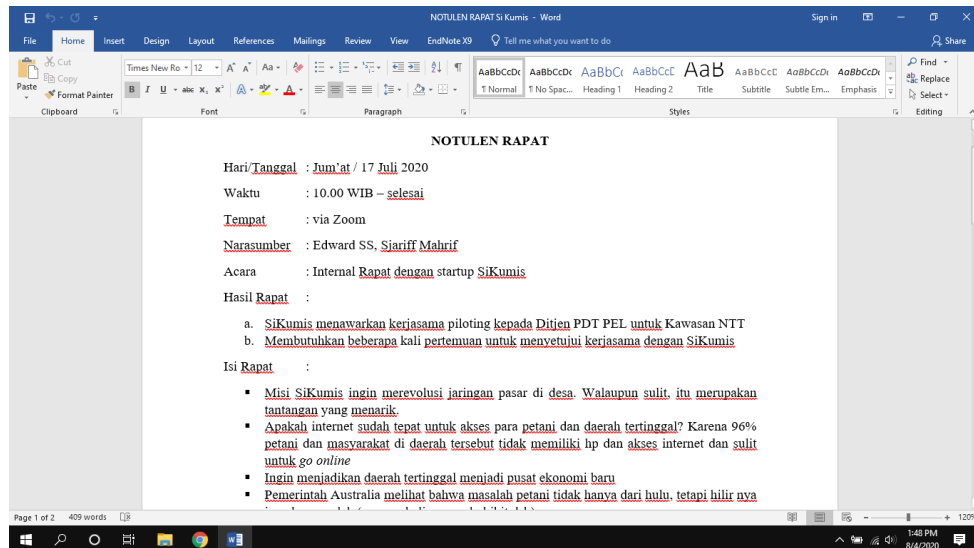 NOTULEN RAPAT Si Kumis - Word
Sign in
File Home Insert Design Layout References Mailings Review View EndNote X9 Tell me what you want to do Share
Paste
Cut
Copy
Format Painter
Clipboard
Times New Ro 12
Font
Paragraph
AaBbCcDc AaBbCcDc AaBbCc AaBbCcE AaB AaBbCcD AaBbCcDc AaBbCcDc
¶ Normal ¶ No Spac... Heading 1 Heading 2 Title Subtitle Subtle Em... Emphasis
Styles
Find
Replace
Select
Editing
NOTULEN RAPAT
Hari/Tanggal : Jum'at / 17 Juli 2020
Waktu : 10.00 WIB – selesai
Tempat : via Zoom
Narasumber : Edward SS, Sjariff Mahrif
Acara : Internal Rapat dengan startup SiKumis
Hasil Rapat :
a. SiKumis menawarkan kerjasama piloting kepada Ditjen PDT PEL untuk Kawasan NTT
b. Membutuhkan beberapa kali pertemuan untuk menyetujui kerjasama dengan SiKumis
Isi Rapat :
▪ Misi SiKumis ingin merevolusi jaringan pasar di desa. Walaupun sulit, itu merupakan
tantangan yang menarik.
▪ Apakah internet sudah tepat untuk akses para petani dan daerah tertinggal? Karena 96%
petani dan masyarakat di daerah tersebut tidak memiliki hp dan akses internet dan sulit
untuk go online
▪ Ingin menjadikan daerah tertinggal menjadi pusat ekonomi baru
▪ Pemerintah Australia melihat bahwa masalah petani tidak hanya dari hulu, tetapi hilir nya
Page 1 of 2 409 words
120%
1:48 PM
8/4/2020